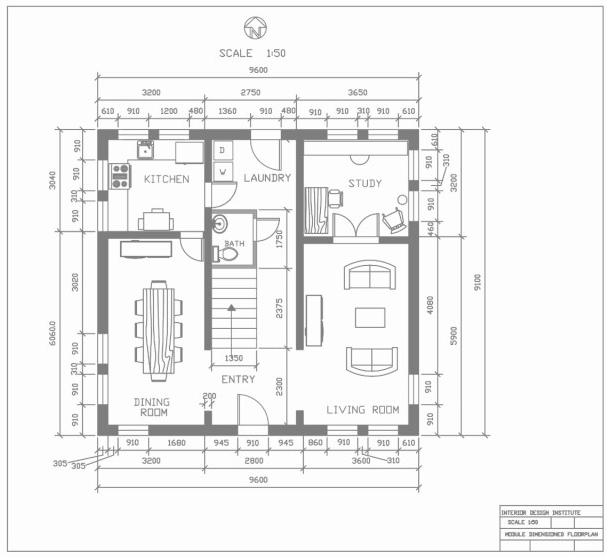 N
SCALE 1:50
9600
3200 2750 3650
610 910 1200 480 1360 910 480 910 910 310 910 610
910
310
910
3040
3020
910
310
910
910
6060.0
610
910
310
910
460
3200
4080
5900
910
910
9100
KITCHEN
D
W
LAUNDRY
STUDY
BATH
1750
2375
1350
2300
ENTRY
200
DINING
ROOM
LIVING ROOM
910 1680 945 910 945 860 910 910 610
305 305 310
3200 2800 3600
9600
INTERIOR DESIGN INSTITUTE
SCALE 1:50
MODULE DIMENSIONED FLOORPLAN